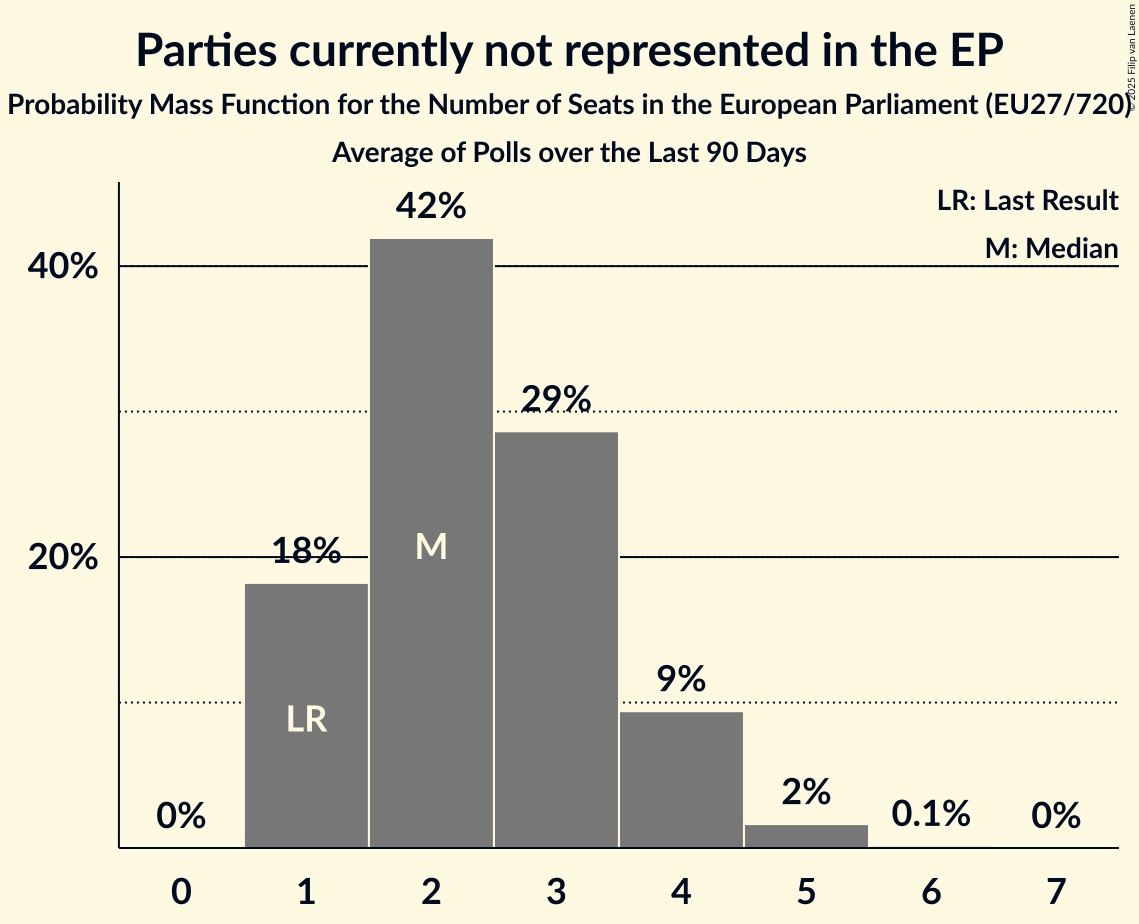 Parties currently not represented in the EP
Probability Mass Function for the Number of Seats in the European Parliament (EU27/720)
Average of Polls over the Last 90 Days
© 2025 Filip van Laenen
LR: Last Result
M: Median
42%
40%
29%
18%
20%
M
9%
LR
2%
0%
0.1%
0%
0 1 2 3 4 5 6 7